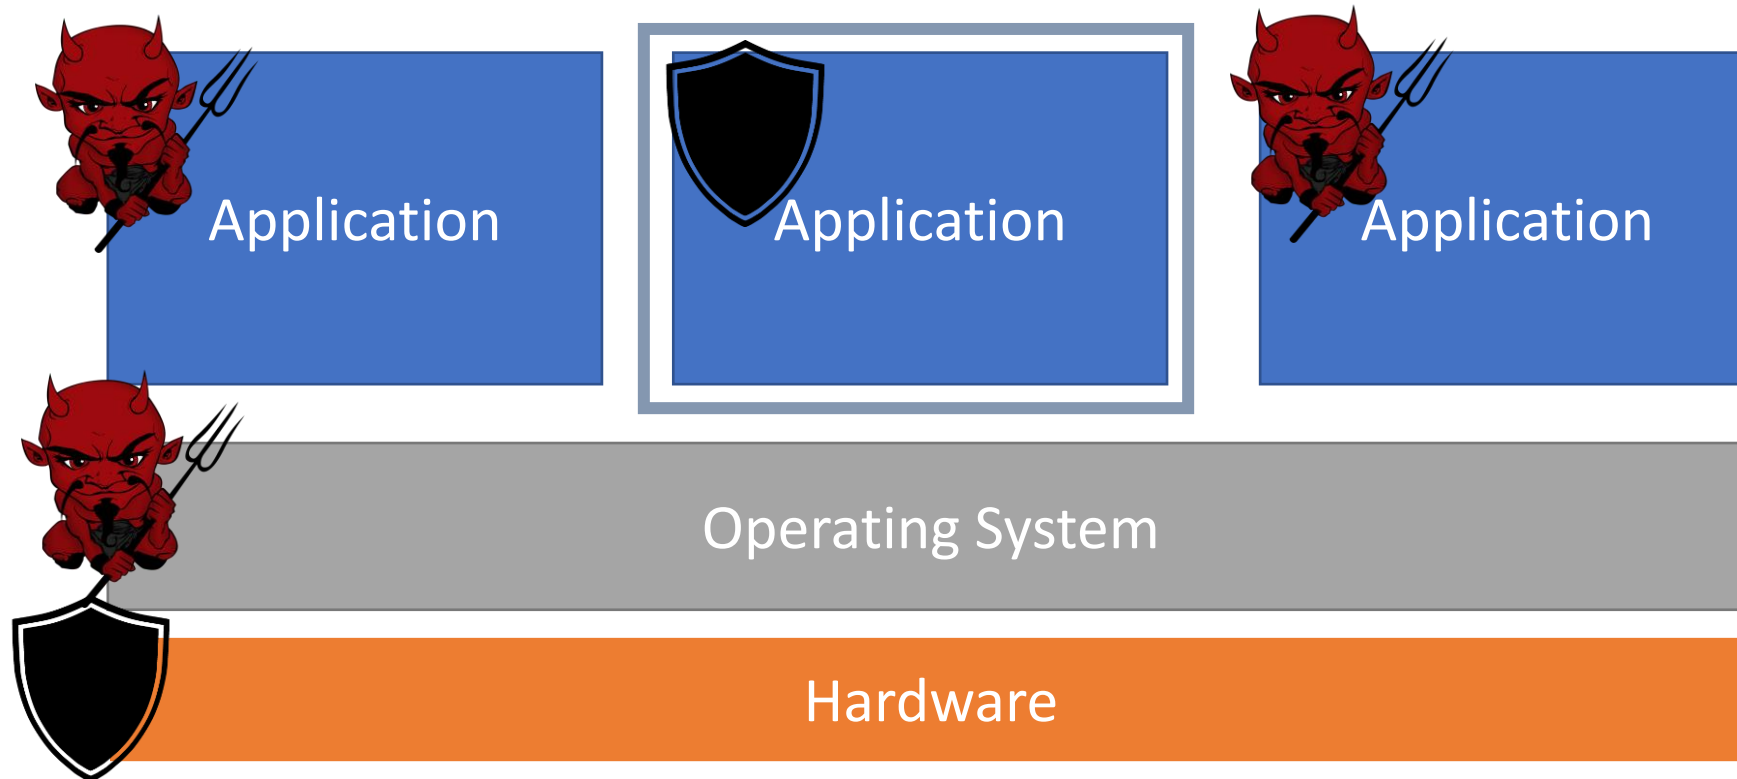 Application
Application
Application
Operating System
Hardware